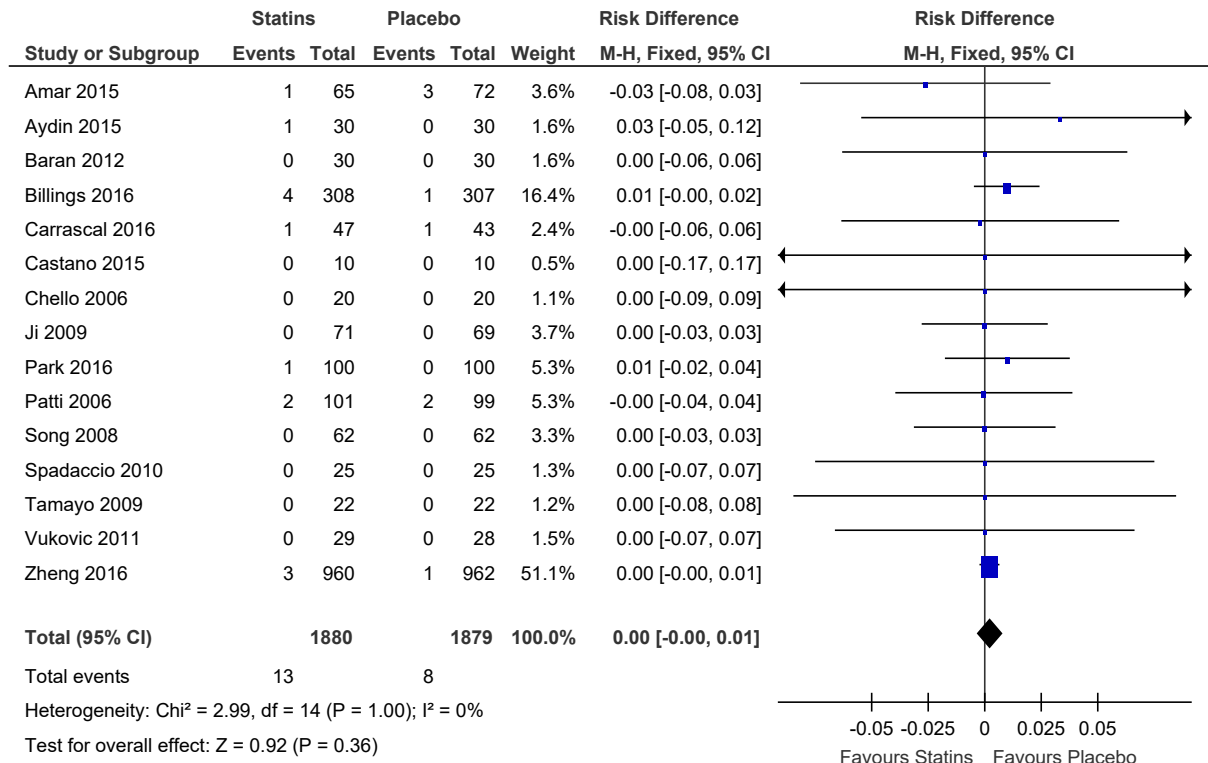 Statins Placebo Risk Difference Risk Difference
Study or Subgroup Events Total Events Total Weight M-H, Fixed, 95% CI M-H, Fixed, 95% CI
Amar 2015 1 65 3 72 3.6% -0.03 [-0.08, 0.03]
Aydin 2015 1 30 0 30 1.6% 0.03 [-0.05, 0.12]
Baran 2012 0 30 0 30 1.6% 0.00 [-0.06, 0.06]
Billings 2016 4 308 1 307 16.4% 0.01 [-0.00, 0.02]
Carrascal 2016 1 47 1 43 2.4% -0.00 [-0.06, 0.06]
Castano 2015 0 10 0 10 0.5% 0.00 [-0.17, 0.17]
Chello 2006 0 20 0 20 1.1% 0.00 [-0.09, 0.09]
Ji 2009 0 71 0 69 3.7% 0.00 [-0.03, 0.03]
Park 2016 1 100 0 100 5.3% 0.01 [-0.02, 0.04]
Patti 2006 2 101 2 99 5.3% -0.00 [-0.04, 0.04]
Song 2008 0 62 0 62 3.3% 0.00 [-0.03, 0.03]
Spadaccio 2010 0 25 0 25 1.3% 0.00 [-0.07, 0.07]
Tamayo 2009 0 22 0 22 1.2% 0.00 [-0.08, 0.08]
Vukovic 2011 0 29 0 28 1.5% 0.00 [-0.07, 0.07]
Zheng 2016 3 960 1 962 51.1% 0.00 [-0.00, 0.01]
Total (95% CI) 1880 1879 100.0% 0.00 [-0.00, 0.01]
Total events 13 8
Heterogeneity: Chi² = 2.99, df = 14 (P = 1.00); I² = 0%
Test for overall effect: Z = 0.92 (P = 0.36)
-0.05 -0.025 0 0.025 0.05
Favours Statins Favours Placebo